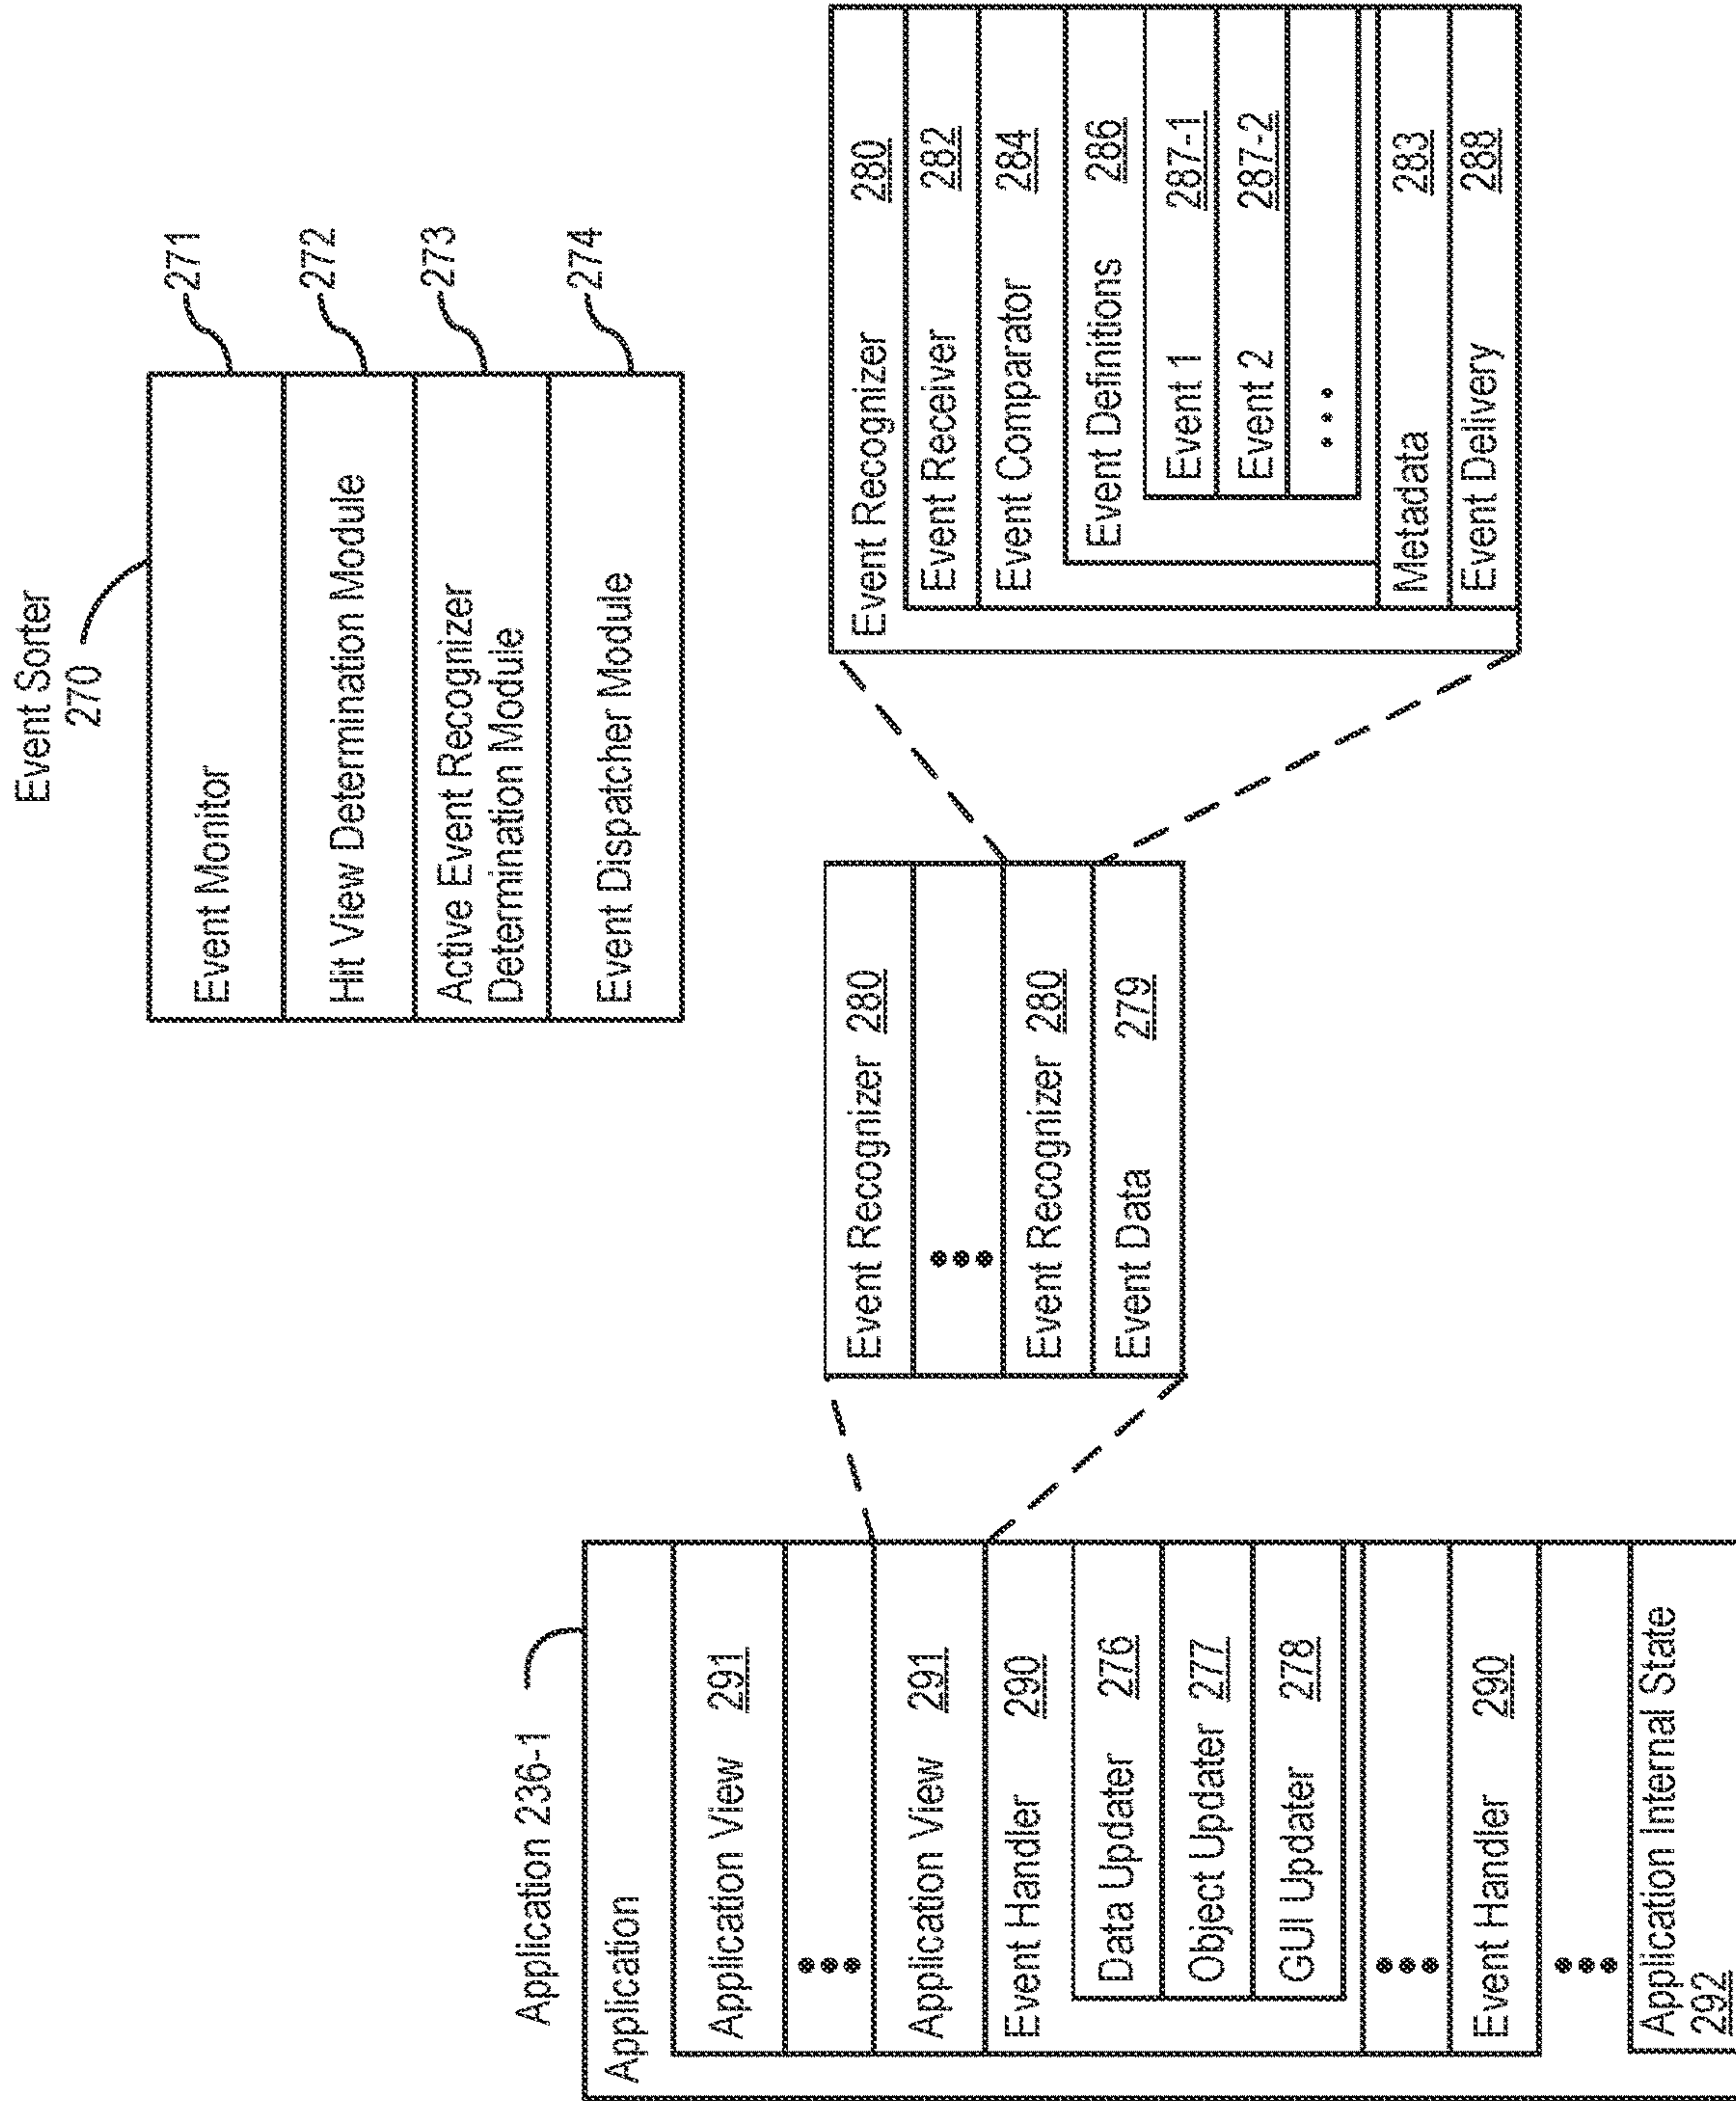 Event Sorter
270
Event Monitor
271
Hit View Determination Module
272
Active Event Recognizer
Determination Module
273
Event Dispatcher Module
274
Application 236-1
Application
Application View 291
•••
Application View 291
Event Handler 290
Data Updater 276
Object Updater 277
GUI Updater 278
•••
Event Handler 290
•••
Application Internal State
292
Event Recognizer 280
•••
Event Recognizer 280
Event Data 279
Event Recognizer 280
Event Receiver 282
Event Comparator 284
Event Definitions 286
Event 1 287-1
Event 2 287-2
•••
Metadata 283
Event Delivery 288